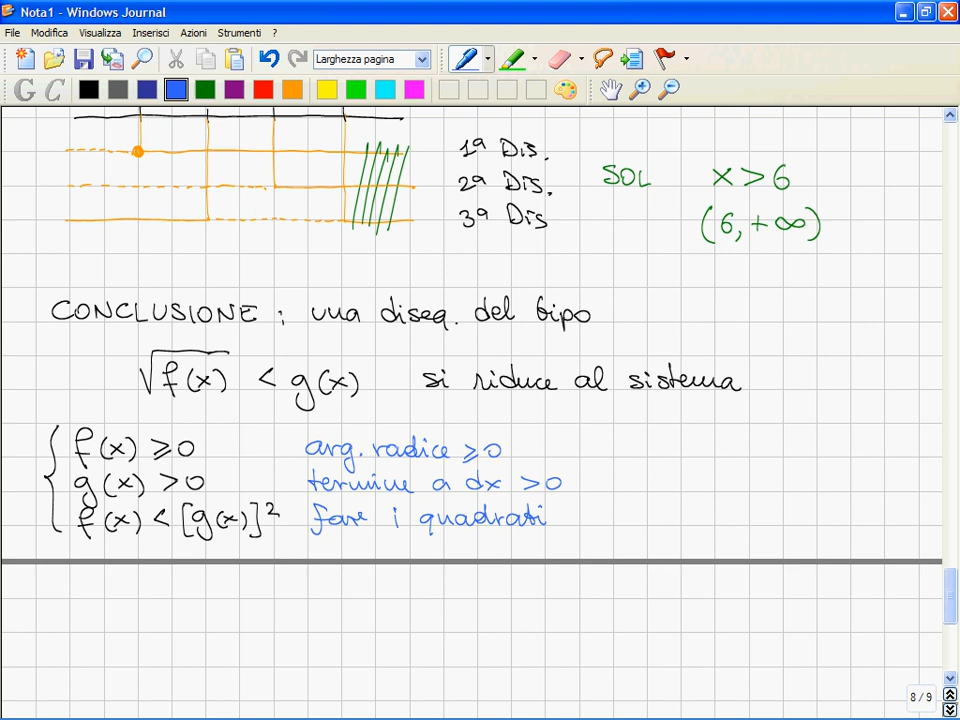 Nota1 - Windows Journal
File Modifica Visualizza Inserisci Azioni Strumenti ?
Larghezza pagina
G C
1ª Dis.
2ª Dis.
3ª Dis
SOL x > 6
(6, + ∞)
CONCLUSIONE : una diseq. del tipo
√f(x) < g(x) si riduce al sistema
f(x) ⩾ 0 arg. radice ⩾ 0
g(x) > 0 termine a dx > 0
f(x) < [g(x)]² fare i quadrati
8 / 9